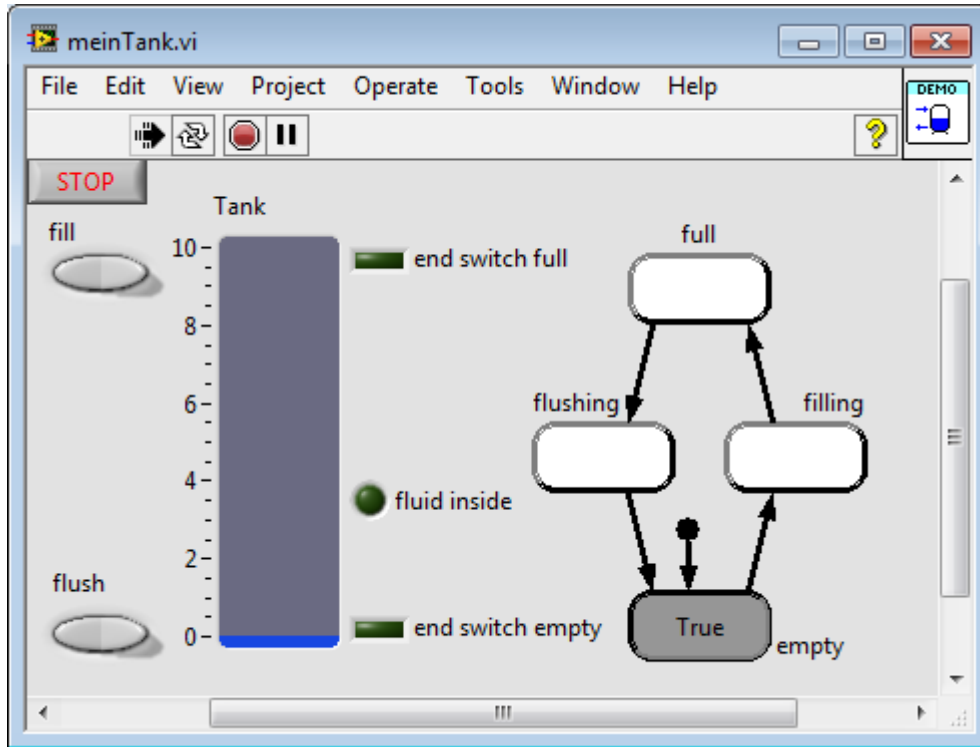 meinTank.vi
File Edit View Project Operate Tools Window Help
DEMO
STOP
Tank
fill
10
end switch full
full
8
6
flushing
filling
4
fluid inside
2
flush
0
end switch empty
True
empty